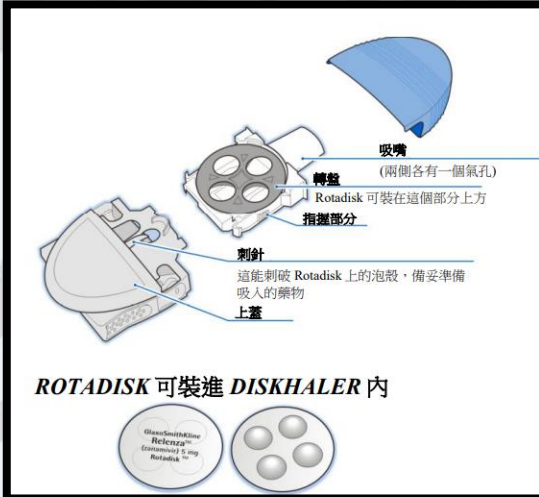 吸嘴
(兩側各有一個氣孔)
轉盤
Rotadisk 可裝在這個部分上方
指握部分
刺針
這能刺破 Rotadisk 上的泡殼，備妥準備
吸入的藥物
上蓋
ROTADISK 可裝進 DISKHALER 內
GlaxoSmithKline
Relenza™
(zanamivir) 5 mg
Rotadisk ™